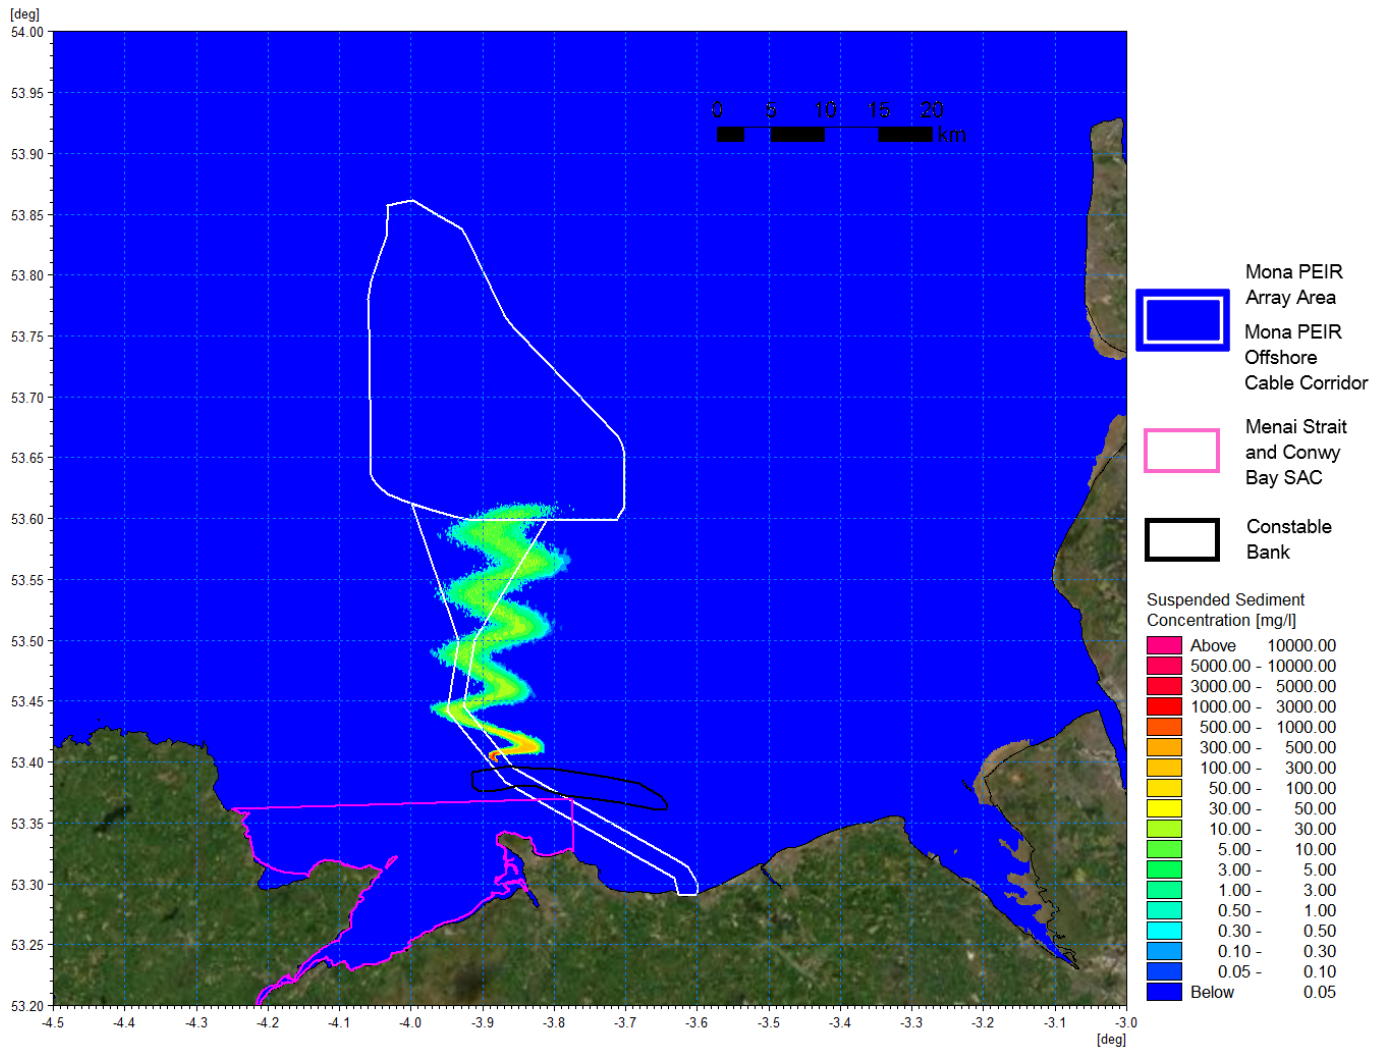 [deg]
54.00
53.95
53.90
53.85
53.80
53.75
53.70
53.65
53.60
53.55
53.50
53.45
53.40
53.35
53.30
53.25
53.20
-4.5 -4.4 -4.3 -4.2 -4.1 -4.0 -3.9 -3.8 -3.7 -3.6 -3.5 -3.4 -3.3 -3.2 -3.1 -3.0
[deg]
0 5 10 15 20
km
Mona PEIR
Array Area
Mona PEIR
Offshore
Cable Corridor
Menai Strait
and Conwy
Bay SAC
Constable
Bank
Suspended Sediment
Concentration [mg/l]
Above 10000.00
5000.00 - 10000.00
3000.00 - 5000.00
1000.00 - 3000.00
500.00 - 1000.00
300.00 - 500.00
100.00 - 300.00
50.00 - 100.00
30.00 - 50.00
10.00 - 30.00
5.00 - 10.00
3.00 - 5.00
1.00 - 3.00
0.50 - 1.00
0.30 - 0.50
0.10 - 0.30
0.05 - 0.10
Below 0.05